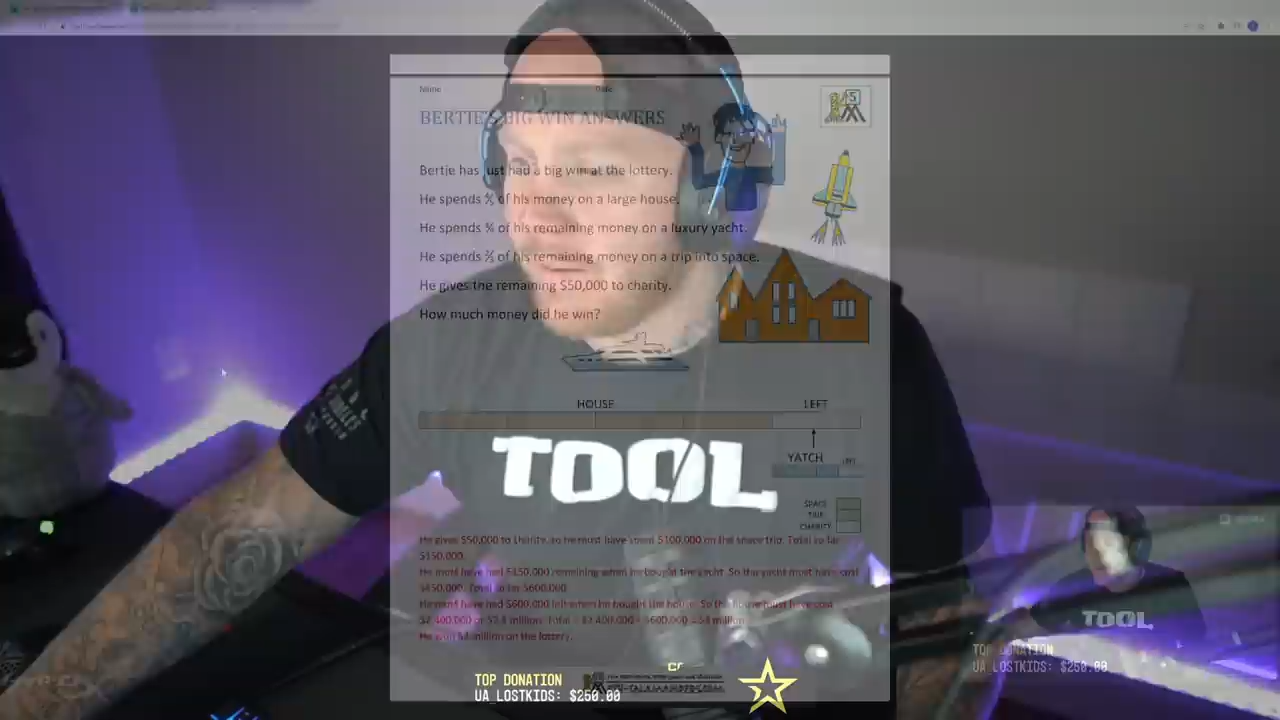 Name
Date
BERTIE'S BIG WIN ANSWERS
Bertie has just had a big win at the lottery.
He spends ⅘ of his money on a large house.
He spends ¾ of his remaining money on a luxury yacht.
He spends ⅔ of his remaining money on a trip into space.
He gives the remaining $50,000 to charity.
How much money did he win?
HOUSE
LEFT
YATCH
LEFT
SPACE
TRIP
CHARITY
TOOL
He gives $50,000 to charity, so he must have spent $100,000 on the space trip. Total so far
$150,000.
He must have had $150,000 remaining when he bought the yacht. So the yacht must have cost
$450,000. Total so far $600,000
He must have had $600,000 left when he bought the house. So the house must have cost
$2,400,000 or $2.4 million. Total = $2,400,000 + $600,000 = $3 million
He won $3 million on the lottery.
TOP DONATION
UA_LOSTKIDS: $250.00
TOOL
TOP DONATION
UA_LOSTKIDS: $250.00